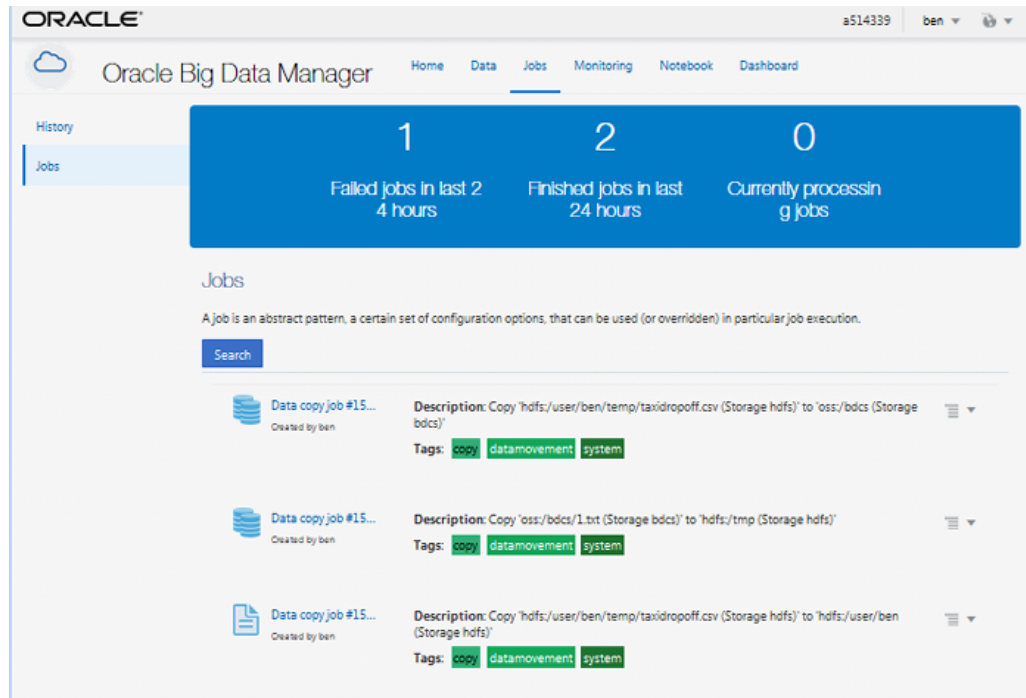 ORACLE®
a514339 ben
Oracle Big Data Manager
Home Data Jobs Monitoring Notebook Dashboard
History
Jobs
1 2 0
Failed jobs in last 2
4 hours
Finished jobs in last
24 hours
Currently processin
g jobs
Jobs
A job is an abstract pattern, a certain set of configuration options, that can be used (or overridden) in particular job execution.
Search
Data copy job #15...
Created by ben
Description: Copy 'hdfs:/user/ben/temp/taxidropoff.csv (Storage hdfs)' to 'oss:/bdcs (Storage
bdcs)'
Tags: copy datamovement system
Data copy job #15...
Created by ben
Description: Copy 'oss:/bdcs/1.txt (Storage bdcs)' to 'hdfs:/tmp (Storage hdfs)'
Tags: copy datamovement system
Data copy job #15...
Created by ben
Description: Copy 'hdfs:/user/ben/temp/taxidropoff.csv (Storage hdfs)' to 'hdfs:/user/ben
(Storage hdfs)'
Tags: copy datamovement system